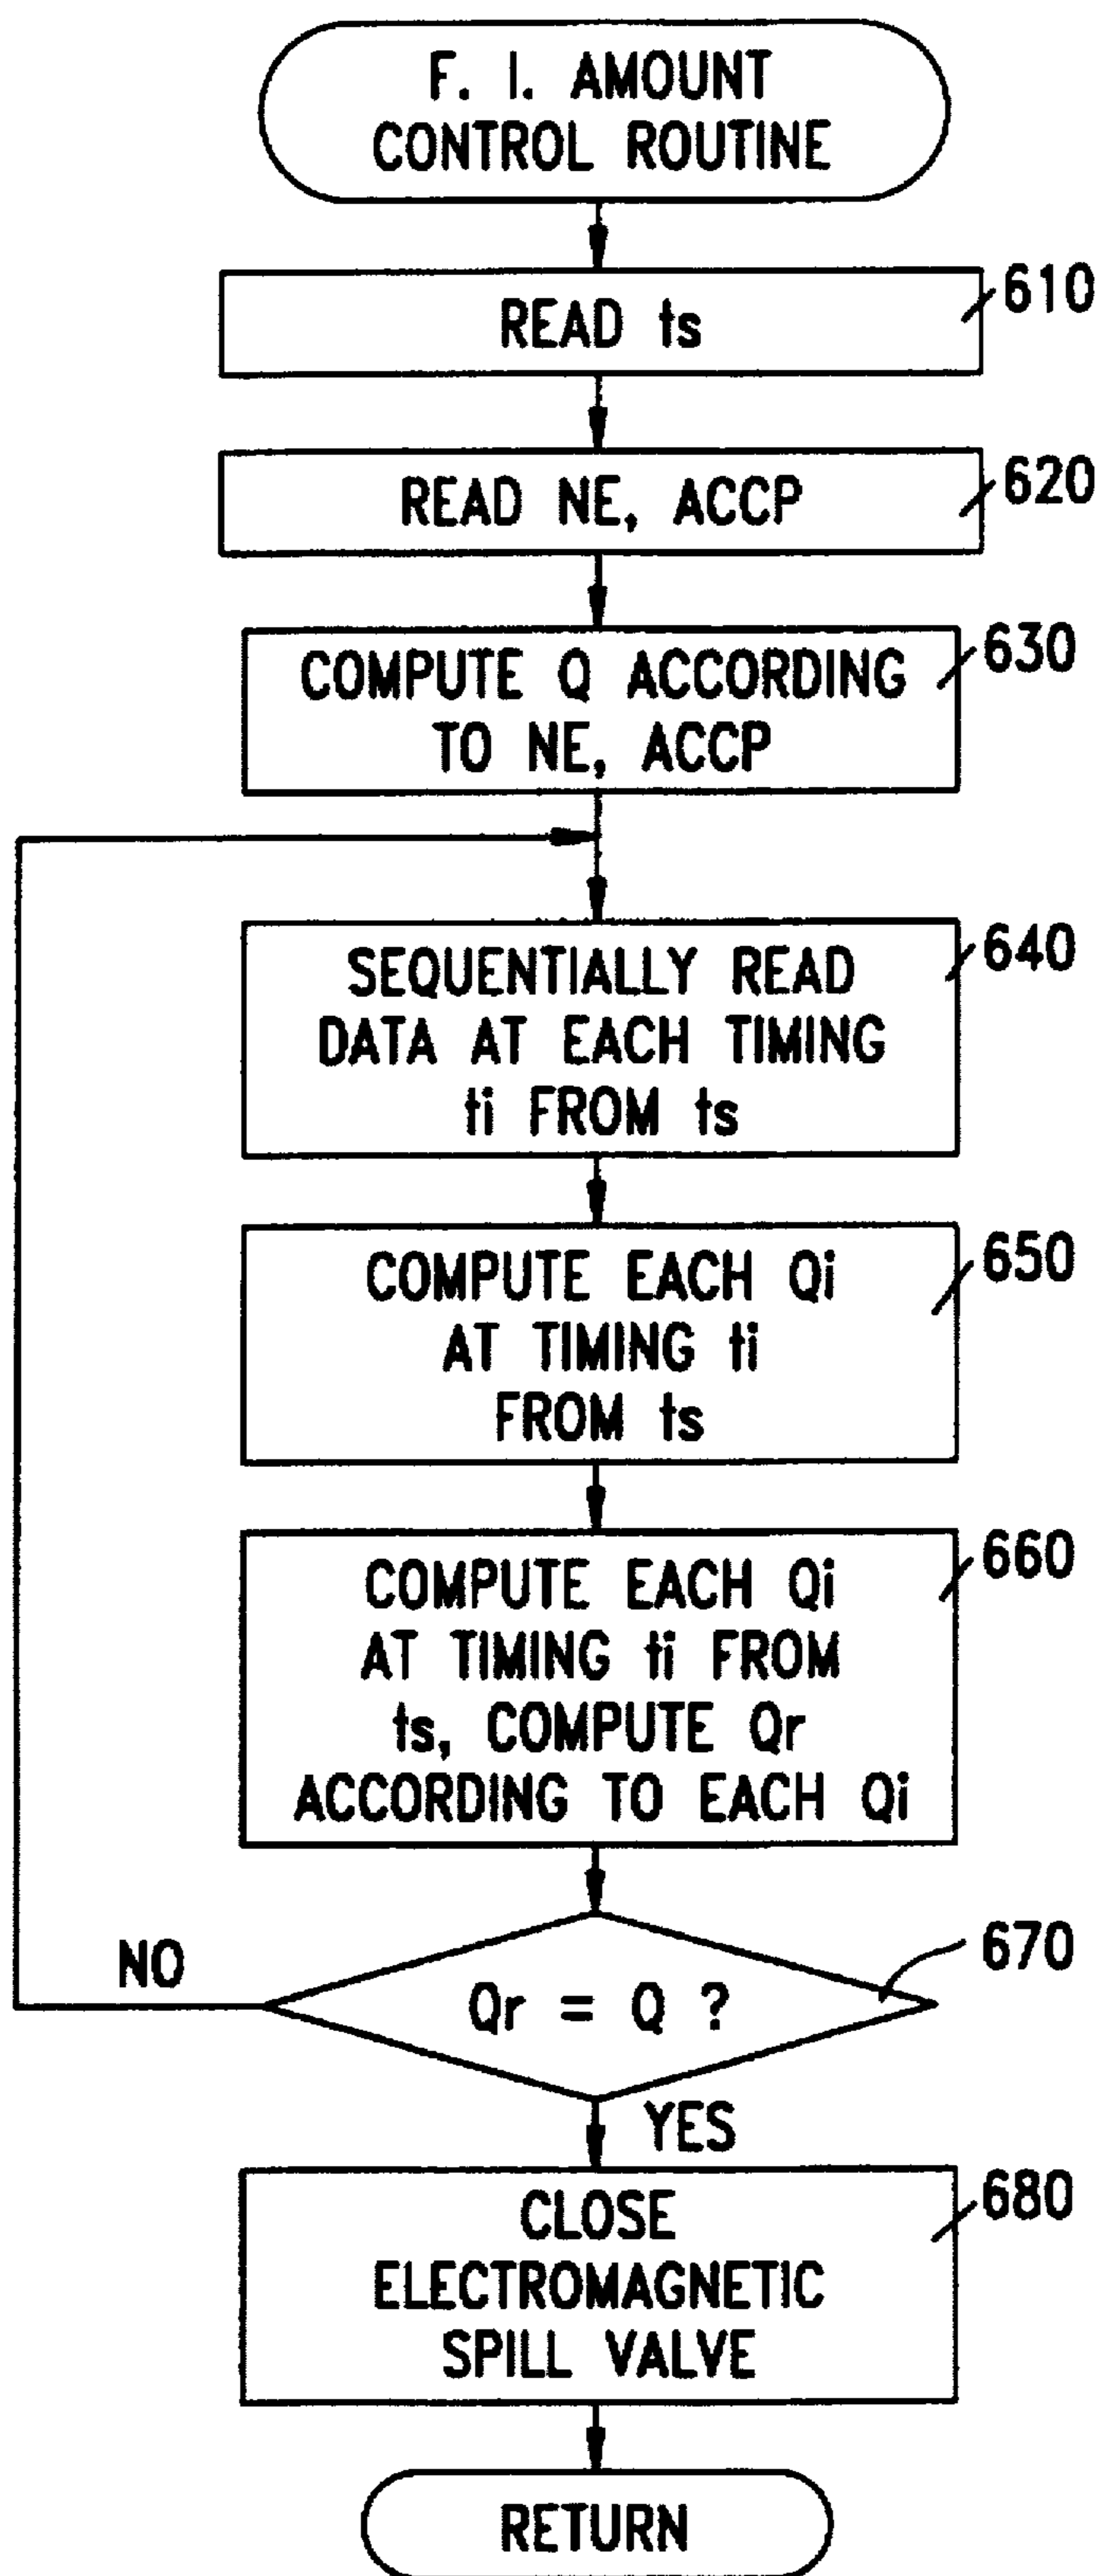 F. I. AMOUNT
CONTROL ROUTINE
READ ts
610
READ NE, ACCP
620
COMPUTE Q ACCORDING
TO NE, ACCP
630
SEQUENTIALLY READ
DATA AT EACH TIMING
ti FROM ts
640
COMPUTE EACH Qi
AT TIMING ti
FROM ts
650
COMPUTE EACH Qi
AT TIMING ti FROM
ts, COMPUTE Qr
ACCORDING TO EACH Qi
660
Qr = Q ?
670
NO
YES
CLOSE
ELECTROMAGNETIC
SPILL VALVE
680
RETURN